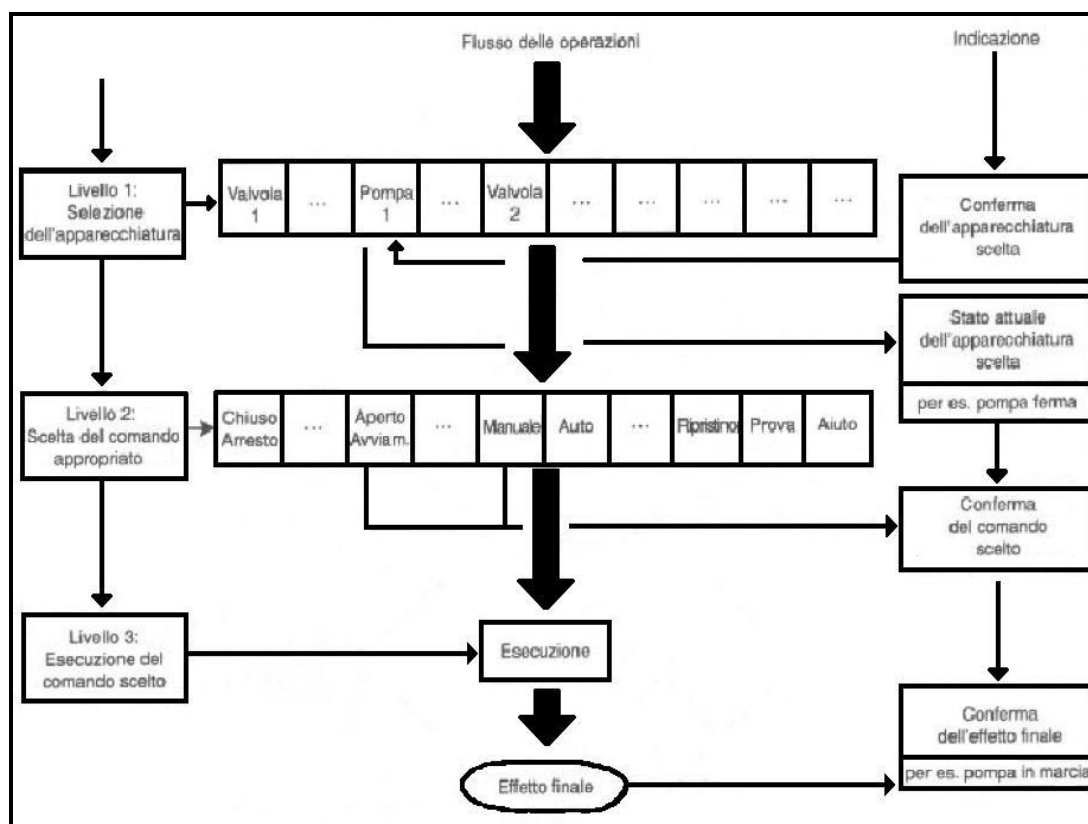 Flusso delle operazioni
Indicazione
Livello 1:
Selezione
dell'apparecchiatura
Valvola
1
...
Pompa
1
...
Valvola
2
...
...
...
...
...
Conferma
dell'apparecchiatura
scelta
Stato attuale
dell'apparecchiatura
scelta
per es. pompa ferma
Livello 2:
Scelta del comando
appropriato
Chiuso
Arresto
...
Aperto
Avviam.
...
Manuale
Auto
...
Ripristino
Prova
Aiuto
Conferma
del comando
scelto
Livello 3:
Esecuzione del
comando scelto
Esecuzione
Conferma
dell'effetto finale
per es. pompa in marcia
Effetto finale